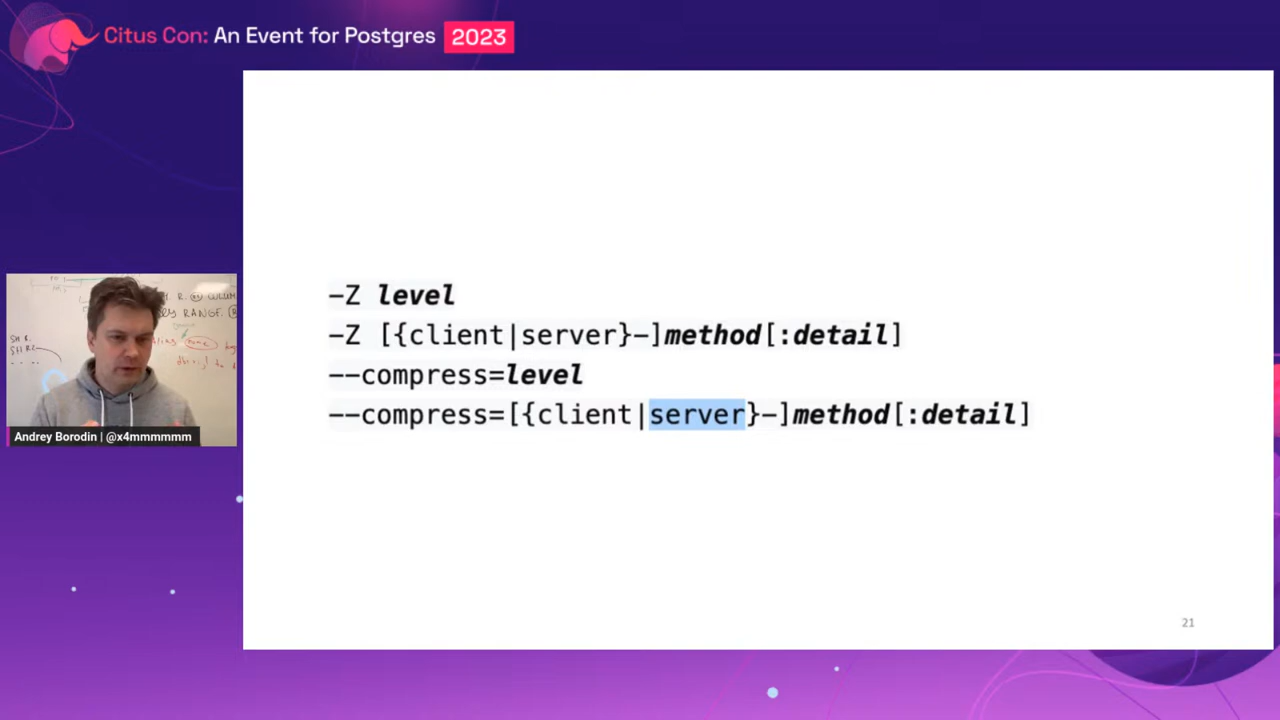 Citus Con: An Event for Postgres 2023
-Z level
-Z [{client|server}-]method[:detail]
--compress=level
--compress=[{client|server}-]method[:detail]
Andrey Borodin | @x4mmmmmm
21